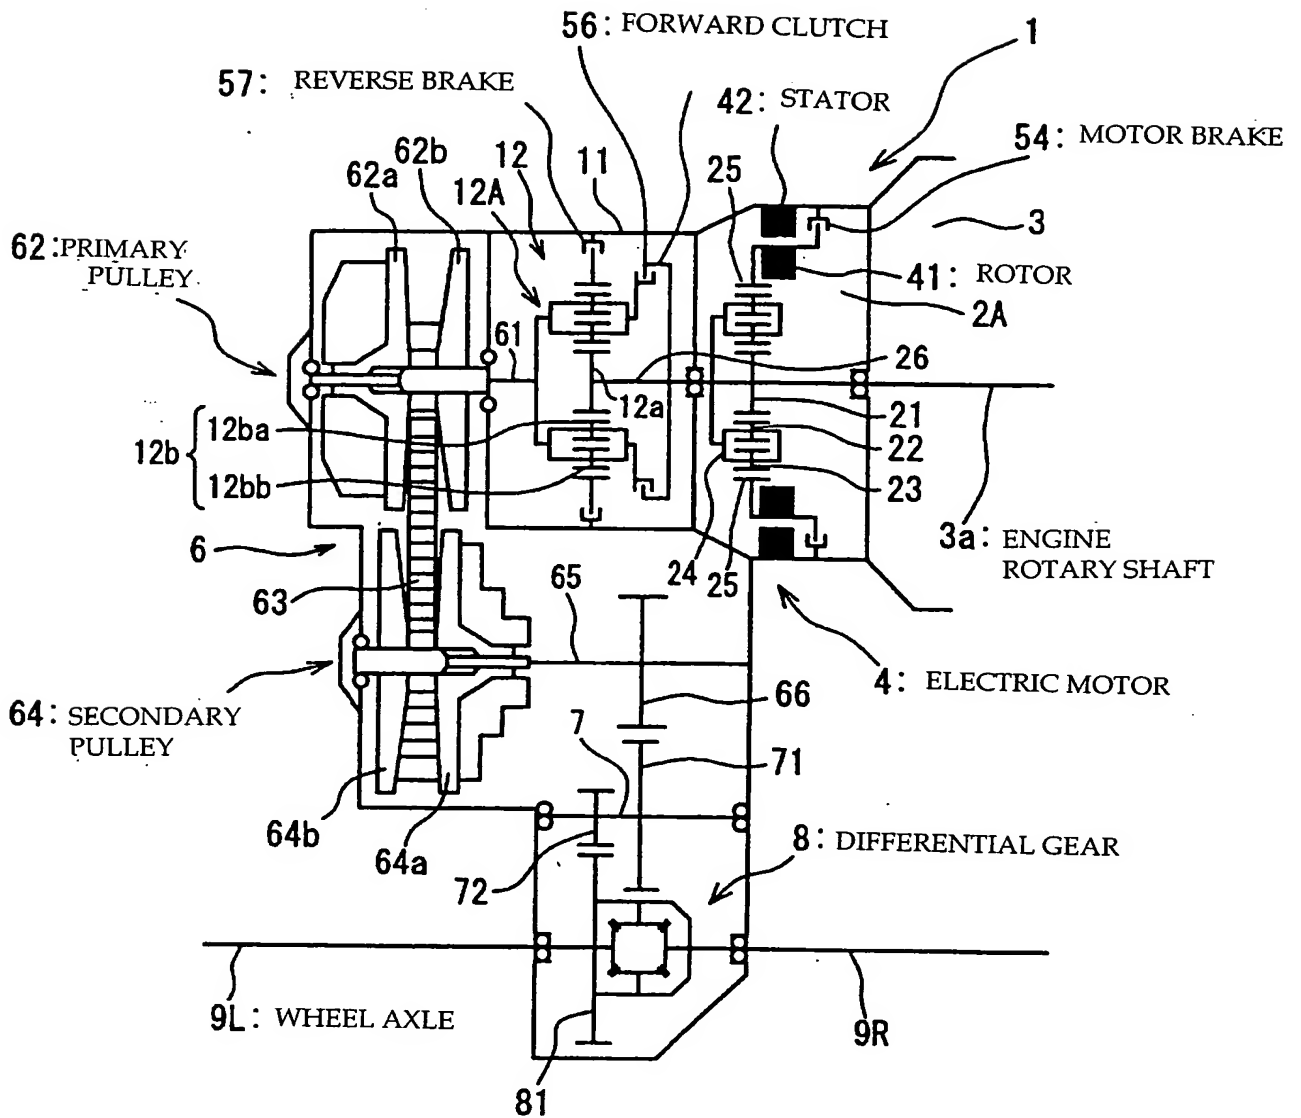 56: FORWARD CLUTCH
1
57: REVERSE BRAKE
42: STATOR
54: MOTOR BRAKE
62b
12
11
25
62a
12A
3
62: PRIMARY
PULLEY
41: ROTOR
2A
61
26
12a
21
12ba
22
12b
12bb
23
3a: ENGINE
ROTARY SHAFT
6
24
25
63
65
4: ELECTRIC MOTOR
66
64: SECONDARY
PULLEY
7
71
64b
64a
8: DIFFERENTIAL GEAR
72
9L: WHEEL AXLE
9R
81